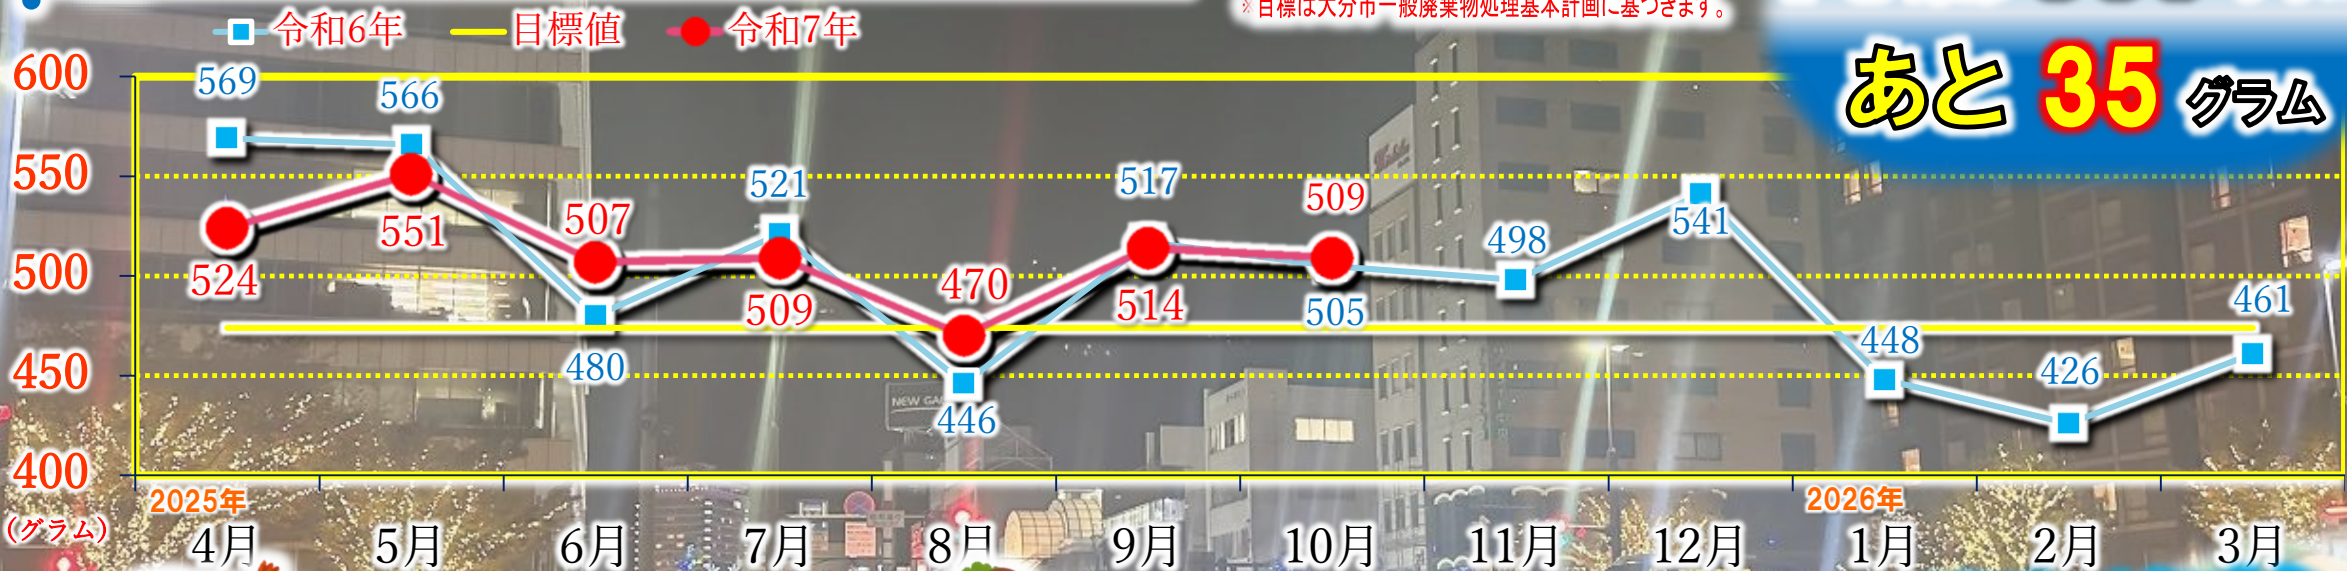 ※目標は大分市一般廃棄物処理基本計画に基づきます。
令和6年 目標値 令和7年
あと 35 グラム
600
550
500
450
400
(グラム)
569 566 480 521 446 517 505 498 541 448 426 461
524 551 507 509 470 514 509
NEW GA
2025年 2026年
4月 5月 6月 7月 8月 9月 10月 11月 12月 1月 2月 3月